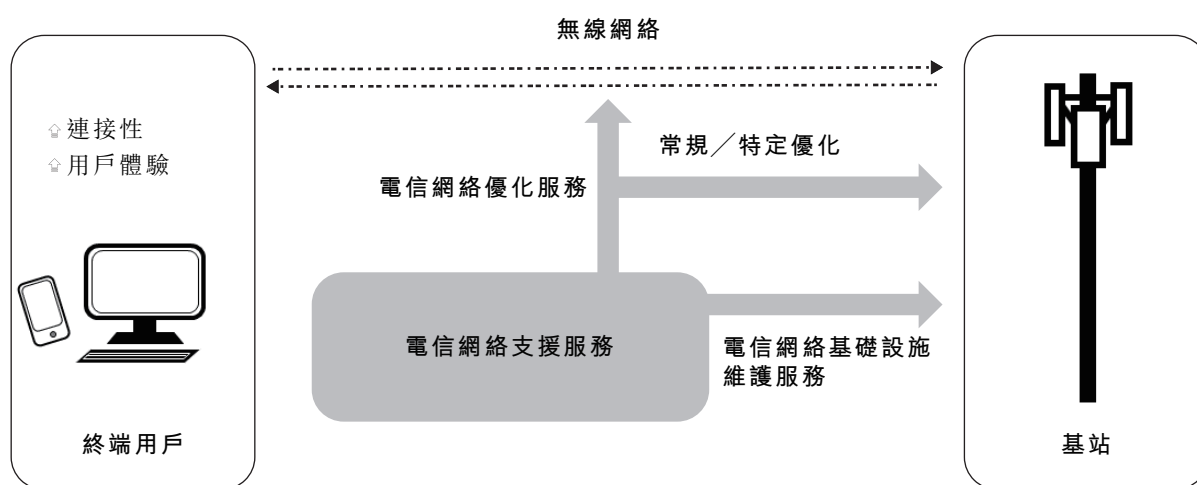 無線網絡
⇧連接性
⇧用戶體驗
常規／特定優化
電信網絡優化服務
電信網絡支援服務
電信網絡基礎設施
維護服務
終端用戶
基站